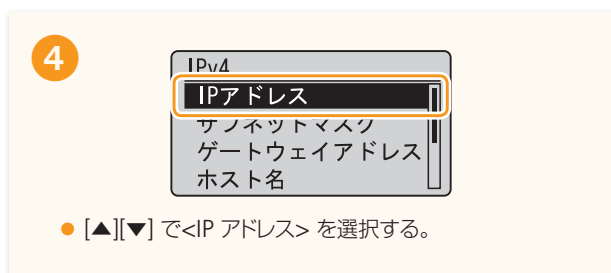 4
IPv4
IPアドレス
サブネットマスク
ゲートウェイアドレス
ホスト名
● [▲][▼] で<IP アドレス> を選択する。